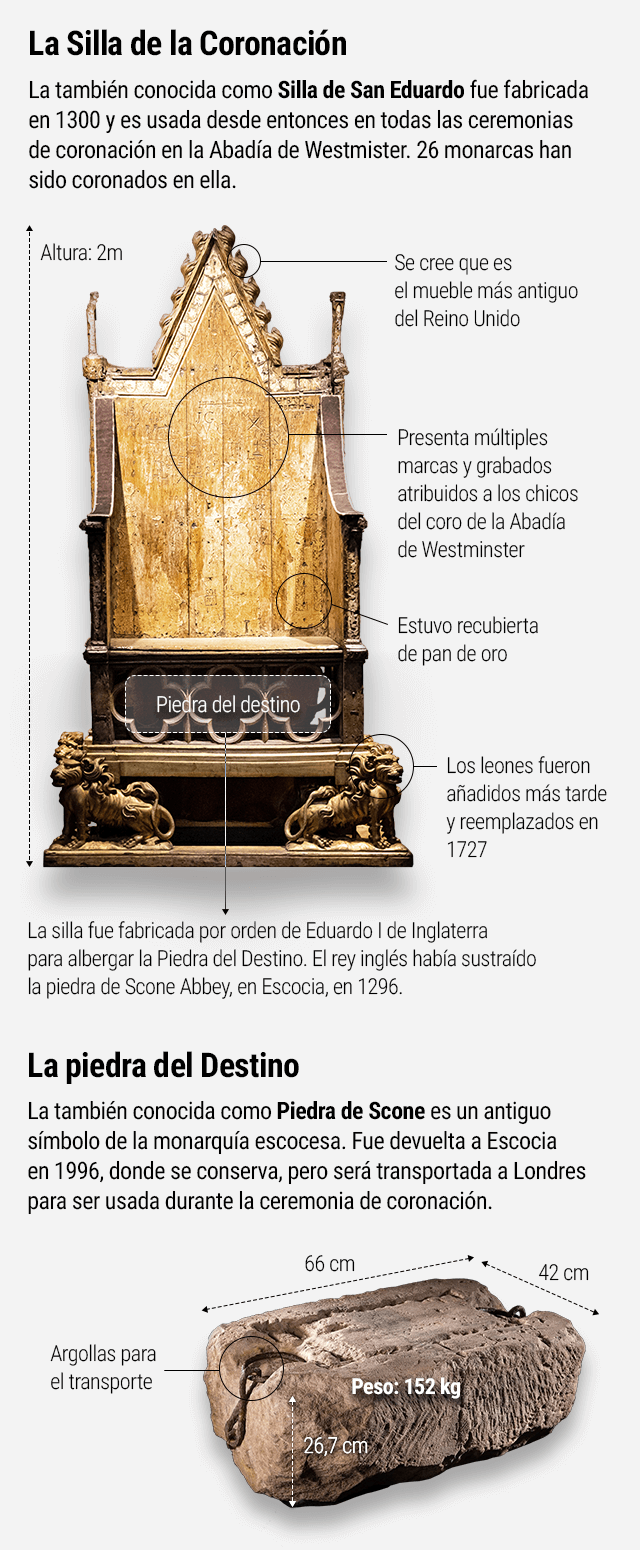 La Silla de la Coronación
La también conocida como Silla de San Eduardo fue fabricada
en 1300 y es usada desde entonces en todas las ceremonias
de coronación en la Abadía de Westmister. 26 monarcas han
sido coronados en ella.
Altura: 2m
Se cree que es
el mueble más antiguo
del Reino Unido
Presenta múltiples
marcas y grabados
atribuidos a los chicos
del coro de la Abadía
de Westminster
Estuvo recubierta
de pan de oro
Piedra del destino
Los leones fueron
añadidos más tarde
y reemplazados en
1727
La silla fue fabricada por orden de Eduardo I de Inglaterra
para albergar la Piedra del Destino. El rey inglés había sustraído
la piedra de Scone Abbey, en Escocia, en 1296.
La piedra del Destino
La también conocida como Piedra de Scone es un antiguo
símbolo de la monarquía escocesa. Fue devuelta a Escocia
en 1996, donde se conserva, pero será transportada a Londres
para ser usada durante la ceremonia de coronación.
66 cm
42 cm
Argollas para
el transporte
Peso: 152 kg
26,7 cm